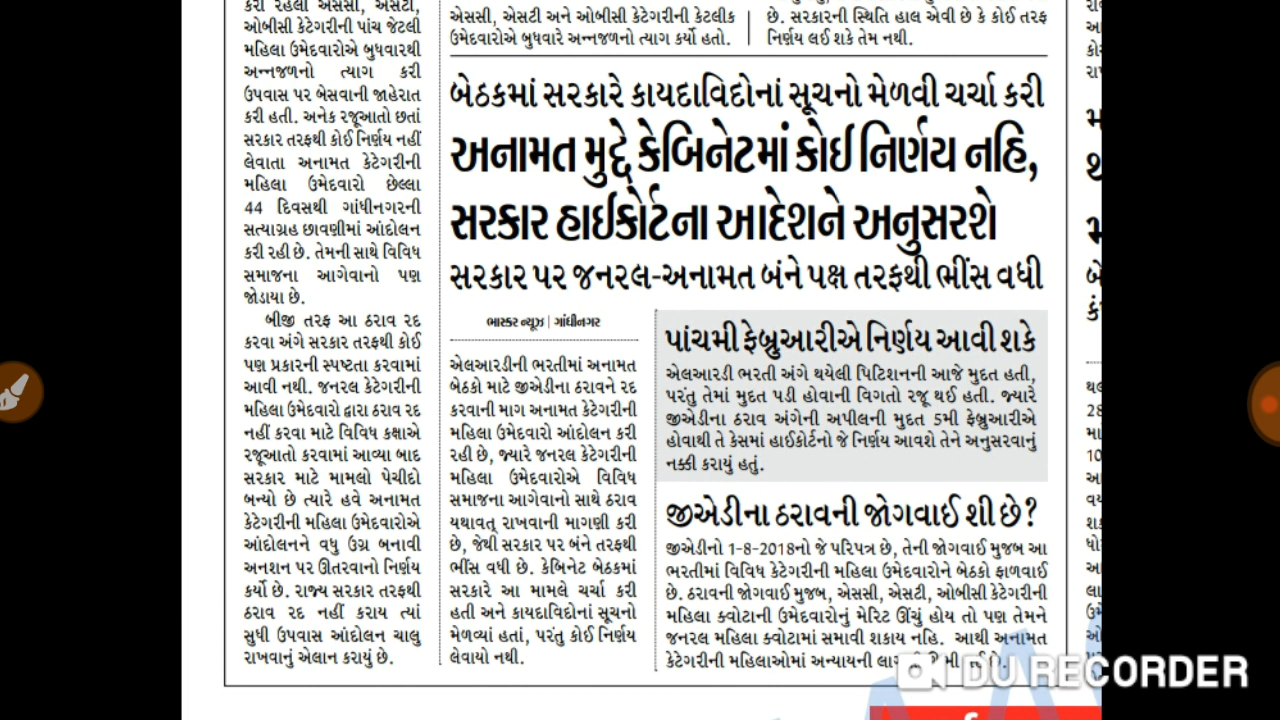 કરી રહેલી એસસી, એસટી,
ઓબીસી કેટેગરીની પાંચ જેટલી
મહિલા ઉમેદવારોએ બુધવારથી
અન્નજળનો ત્યાગ કરી
ઉપવાસ પર બેસવાની જાહેરાત
કરી હતી. અનેક રજૂઆતો છતાં
સરકાર તરફથી કોઈ નિર્ણય નહીં
લેવાતા અનામત કેટેગરીની
મહિલા ઉમેદવારો છેલ્લા
44 દિવસથી ગાંધીનગરની
સત્યાગ્રહ છાવણીમાં આંદોલન
કરી રહી છે. તેમની સાથે વિવિધ
સમાજના આગેવાનો પણ
જોડાયા છે.
બીજી તરફ આ ઠરાવ રદ
કરવા અંગે સરકાર તરફથી કોઈ
પણ પ્રકારની સ્પષ્ટતા કરવામાં
આવી નથી. જનરલ કેટેગરીની
મહિલા ઉમેદવારો દ્વારા ઠરાવ રદ
નહીં કરવા માટે વિવિધ કક્ષાએ
રજૂઆતો કરવામાં આવ્યા બાદ
સરકાર માટે મામલો પેચીદો
બન્યો છે ત્યારે હવે અનામત
કેટેગરીની મહિલા ઉમેદવારોએ
આંદોલનને વધુ ઉગ્ર બનાવી
અનશન પર ઊતરવાનો નિર્ણય
કર્યો છે. રાજ્ય સરકાર તરફથી
ઠરાવ રદ નહીં કરાય ત્યાં
સુધી ઉપવાસ આંદોલન ચાલુ
રાખવાનું એલાન કરાયું છે.
એસસી, એસટી અને ઓબીસી કેટેગરીની કેટલીક
ઉમેદવારોએ બુધવારે અન્નજળનો ત્યાગ કર્યો હતો.
છે. સરકારની સ્થિતિ હાલ એવી છે કે કોઈ તરફ
નિર્ણય લઈ શકે તેમ નથી.
બેઠકમાં સરકારે કાયદાવિદોનાં સૂચનો મેળવી ચર્ચા કરી
અનામત મુદ્દે કેબિનેટમાં કોઈ નિર્ણય નહિ,
સરકાર હાઈકોર્ટના આદેશને અનુસરશે
સરકાર પર જનરલ-અનામત બંને પક્ષ તરફથી ભીંસ વધી
ભાસ્કર ન્યૂઝ | ગાંધીનગર
એલઆરડીની ભરતીમાં અનામત
બેઠકો માટે જીએડીના ઠરાવને રદ
કરવાની માગ અનામત કેટેગરીની
મહિલા ઉમેદવારો આંદોલન કરી
રહી છે, જ્યારે જનરલ કેટેગરીની
મહિલા ઉમેદવારોએ વિવિધ
સમાજના આગેવાનો સાથે ઠરાવ
યથાવત્ રાખવાની માગણી કરી
છે, જેથી સરકાર પર બંને તરફથી
ભીંસ વધી છે. કેબિનેટ બેઠકમાં
સરકારે આ મામલે ચર્ચા કરી
હતી અને કાયદાવિદોનાં સૂચનો
મેળવ્યાં હતાં, પરંતુ કોઈ નિર્ણય
લેવાયો નથી.
પાંચમી ફેબ્રુઆરીએ નિર્ણય આવી શકે
એલઆરડી ભરતી અંગે થયેલી પિટિશનની આજે મુદત હતી,
પરંતુ તેમાં મુદત પડી હોવાની વિગતો રજૂ થઈ હતી. જ્યારે
જીએડીના ઠરાવ અંગેની અપીલની મુદત 5મી ફેબ્રુઆરીએ
હોવાથી તે કેસમાં હાઈકોર્ટનો જે નિર્ણય આવશે તેને અનુસરવાનું
નક્કી કરાયું હતું.
જીએડીના ઠરાવની જોગવાઈ શી છે?
જીએડીનો 1-8-2018નો જે પરિપત્ર છે, તેની જોગવાઈ મુજબ આ
ભરતીમાં વિવિધ કેટેગરીની મહિલા ઉમેદવારોને બેઠકો ફાળવાઈ
છે. ઠરાવની જોગવાઈ મુજબ, એસસી, એસટી, ઓબીસી કેટેગરીની
મહિલા ક્વોટાની ઉમેદવારોનું મેરિટ ઊંચું હોય તો પણ તેમને
જનરલ મહિલા ક્વોટામાં સમાવી શકાય નહિ. આથી અનામત
કેટેગરીની મહિલાઓમાં અન્યાયની છે.
DU RECORDER